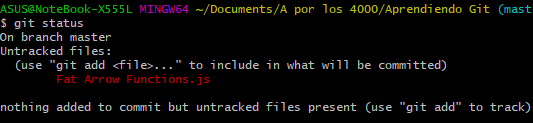 ASUS@NoteBook-X555L MINGW64 ~/Documents/A por los 4000/Aprendiendo Git (mast
$ git status
On branch master
Untracked files:
  (use "git add <file>..." to include in what will be committed)
        Fat Arrow Functions.js

nothing added to commit but untracked files present (use "git add" to track)